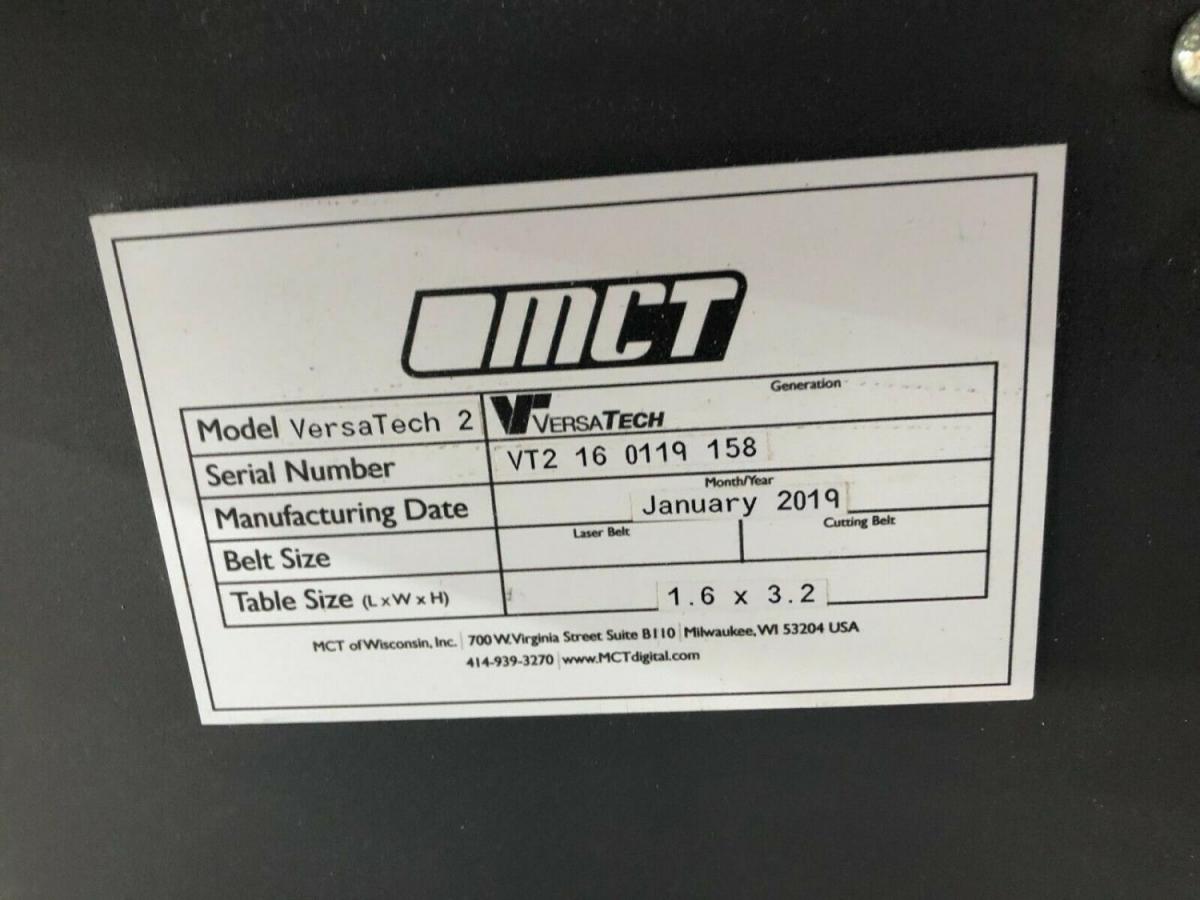 MCT
Generation
Model VersaTech 2 VERSATECH
Serial Number VT2 16 0119 158
Month/Year
Manufacturing Date January 2019
Laser Belt Cutting Belt
Belt Size
Table Size (L x W x H) 1.6 x 3.2
MCT of Wisconsin, Inc. | 700 W. Virginia Street Suite B110 | Milwaukee, WI 53204 USA
414-939-3270 | www.MCTdigital.com